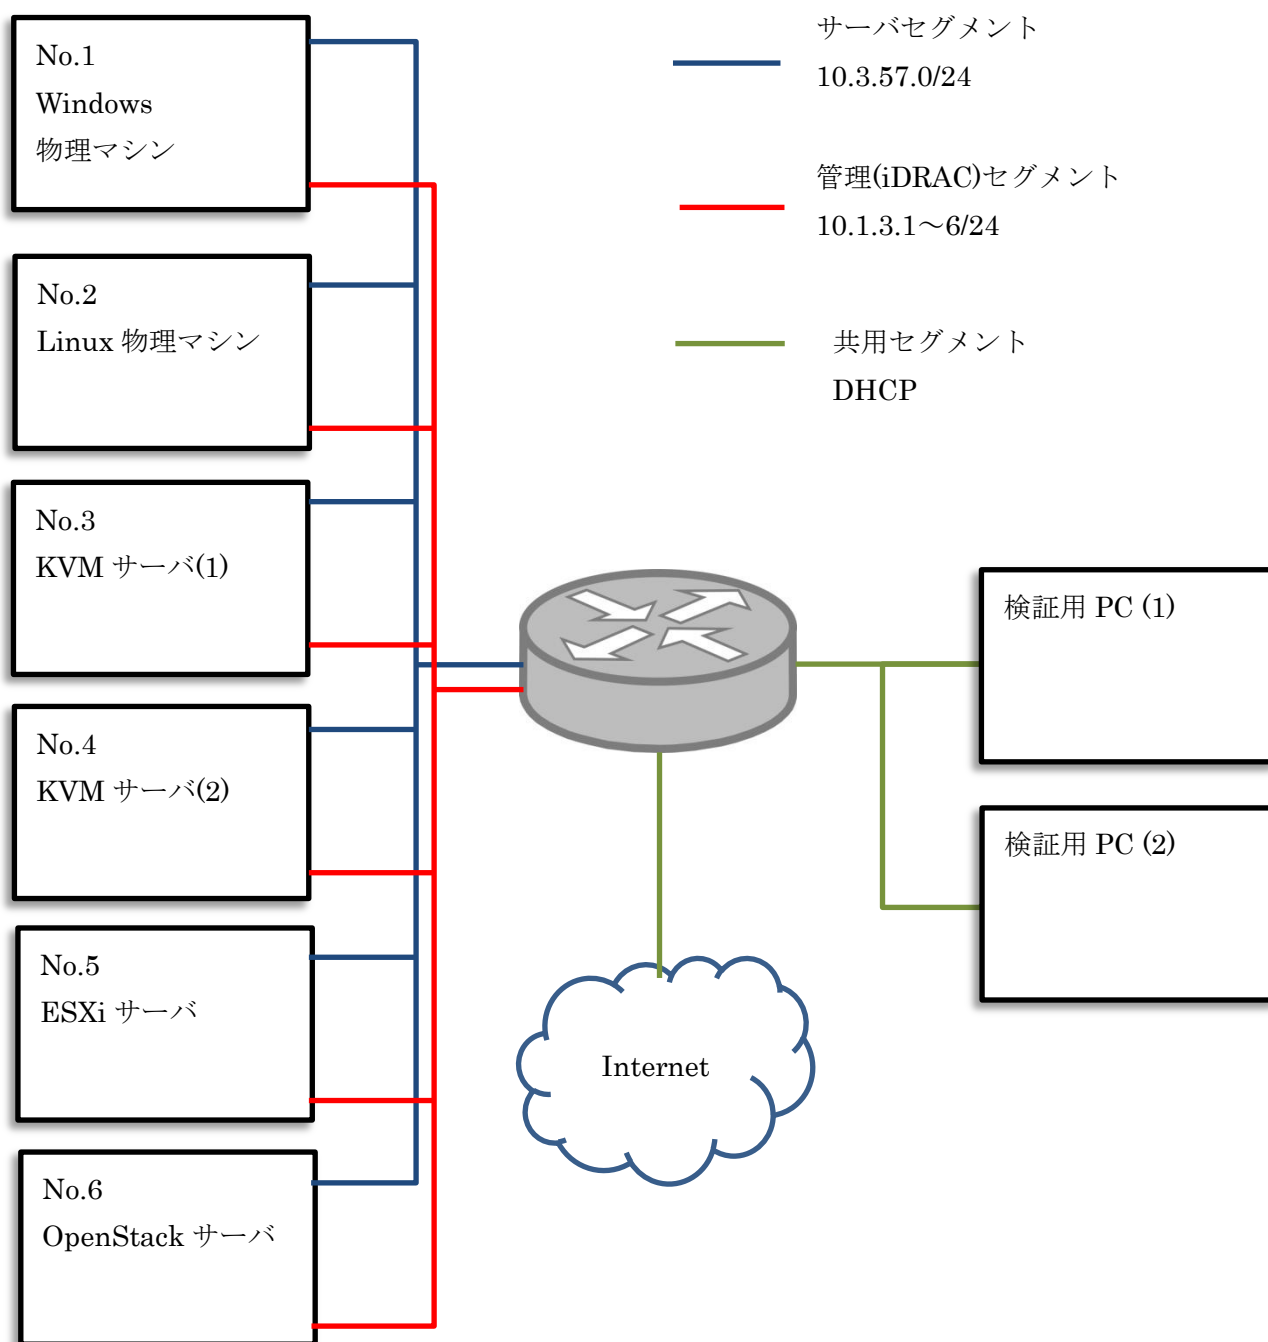 No.1
Windows
物理マシン
No.2
Linux 物理マシン
No.3
KVM サーバ(1)
No.4
KVM サーバ(2)
No.5
ESXi サーバ
No.6
OpenStack サーバ
サーバセグメント
10.3.57.0/24
管理(iDRAC)セグメント
10.1.3.1～6/24
共用セグメント
DHCP
検証用 PC (1)
検証用 PC (2)
Internet